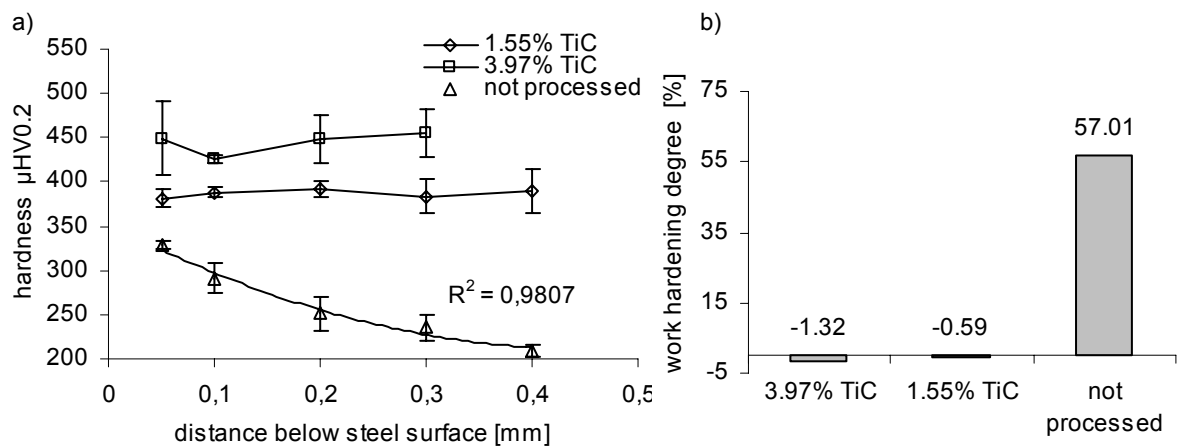 a)
550
500
450
400
350
300
250
200
hardness µHV0.2
1.55% TiC
3.97% TiC
not processed
R² = 0,9807
0
0,1
0,2
0,3
0,4
0,5
distance below steel surface [mm]
b)
work hardening degree [%]
75
55
35
15
-5
-1.32
-0.59
57.01
3.97% TiC
1.55% TiC
not
processed